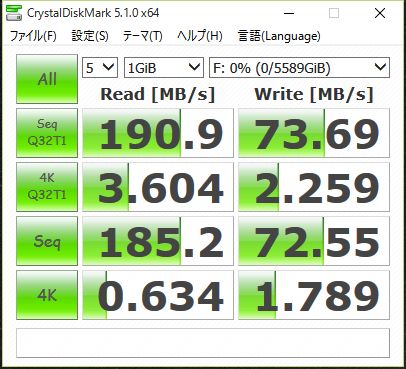 CrystalDiskMark 5.1.0 x64
ファイル(F) 設定(S) テーマ(T) ヘルプ(H) 言語(Language)
All 5 1GiB F: 0% (0/5589GiB)
Read [MB/s] Write [MB/s]
Seq Q32T1 190.9 73.69
4K Q32T1 3.604 2.259
Seq 185.2 72.55
4K 0.634 1.789